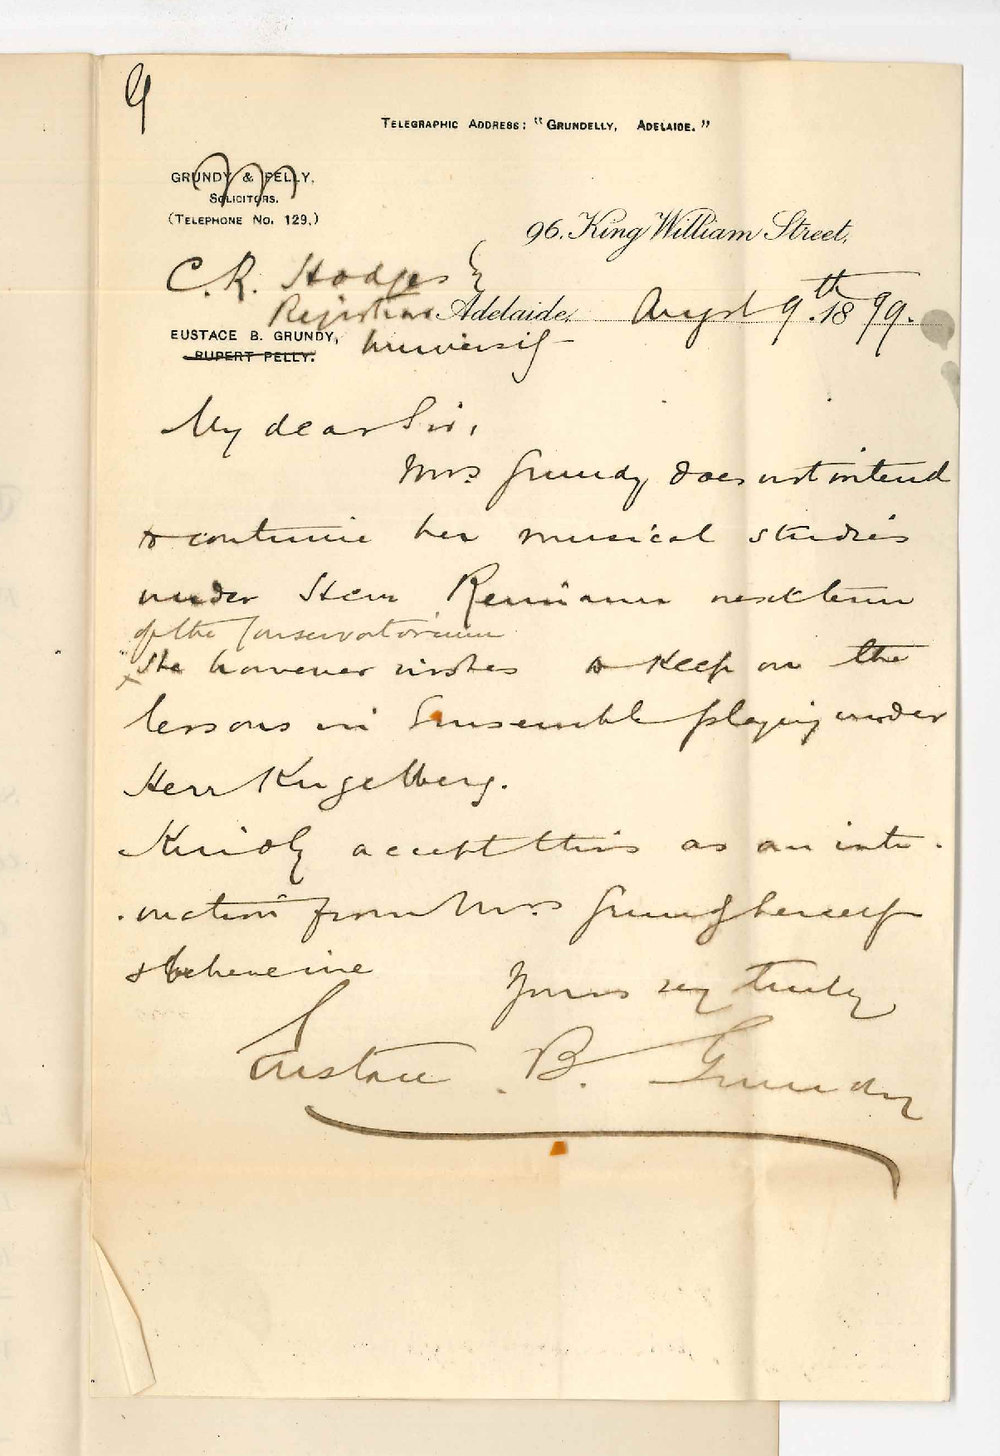 9
TELEGRAPHIC ADDRESS: "GRUNDELLY, ADELAIDE."
GRUNDY & PELLY,
SOLICITORS.
(TELEPHONE No. 129.)
96. King William Street,
C. R. Hodges
Registrar Adelaide, August 9th. 1899.
EUSTACE B. GRUNDY, University
RUPERT PELLY.
My dear Sir,
Mrs Grundy does not intend
to continue her musical studies
under Herr Reimann next term
of the Conservatorium
x She however wishes to keep on the
lessons in Ensemble playing under
Herr Kugelberg.
Kindly accept this as an inti-
-mation from Mrs Grundy herself
& believe me
Yours very truly
Eustace B. Grundy